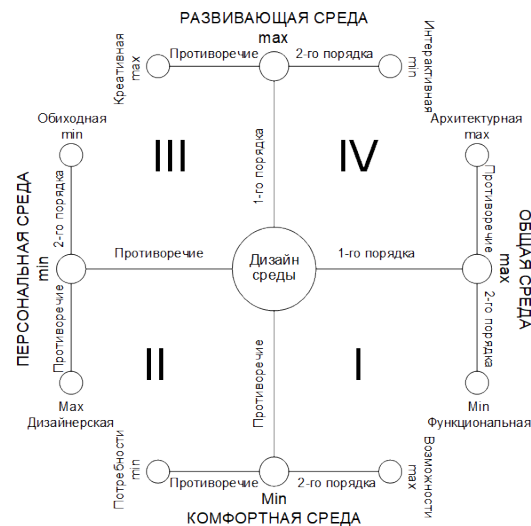 РАЗВИВАЮЩАЯ СРЕДА
max
Креативная
max
Противоречие
2-го порядка
Интерактивная
min
Обиходная
min
III
IV
Архитектурная
max
1-го порядка
ПЕРСОНАЛЬНАЯ СРЕДА
min
2-го порядка
Противоречие
Противоречие
Дизайн
среды
1-го порядка
Противоречие
2-го порядка
ОБЩАЯ СРЕДА
max
II
I
Противоречие
Max
Дизайнерская
Min
Функциональная
Потребности
min
Противоречие
2-го порядка
Возможности
max
Min
КОМФОРТНАЯ СРЕДА